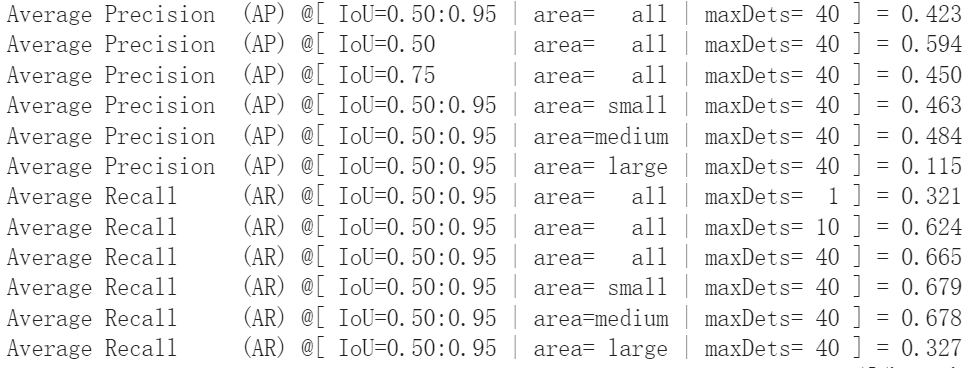 Average Precision  (AP) @[ IoU=0.50:0.95 | area=   all | maxDets= 40 ] = 0.423
Average Precision  (AP) @[ IoU=0.50      | area=   all | maxDets= 40 ] = 0.594
Average Precision  (AP) @[ IoU=0.75      | area=   all | maxDets= 40 ] = 0.450
Average Precision  (AP) @[ IoU=0.50:0.95 | area= small | maxDets= 40 ] = 0.463
Average Precision  (AP) @[ IoU=0.50:0.95 | area=medium | maxDets= 40 ] = 0.484
Average Precision  (AP) @[ IoU=0.50:0.95 | area= large | maxDets= 40 ] = 0.115
Average Recall     (AR) @[ IoU=0.50:0.95 | area=   all | maxDets=  1 ] = 0.321
Average Recall     (AR) @[ IoU=0.50:0.95 | area=   all | maxDets= 10 ] = 0.624
Average Recall     (AR) @[ IoU=0.50:0.95 | area=   all | maxDets= 40 ] = 0.665
Average Recall     (AR) @[ IoU=0.50:0.95 | area= small | maxDets= 40 ] = 0.679
Average Recall     (AR) @[ IoU=0.50:0.95 | area=medium | maxDets= 40 ] = 0.678
Average Recall     (AR) @[ IoU=0.50:0.95 | area= large | maxDets= 40 ] = 0.327